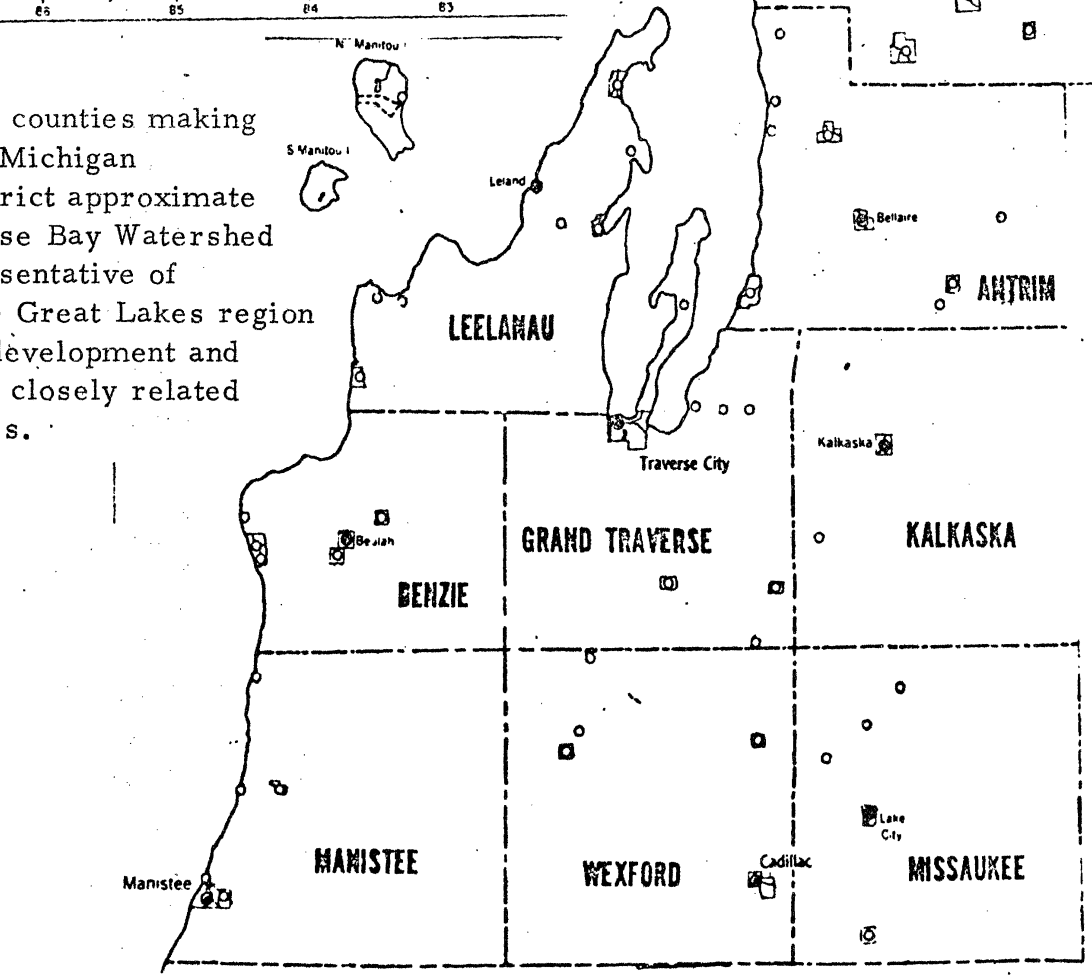 86 85 84 83
N Manitou I
counties making
Michigan
S Manitou I
rict approximate
Leland
se Bay Watershed
Bellaire
sentative of
Great Lakes region
ANTRIM
LEELANAU
development and
closely related
s.
Kalkaska
Traverse City
Beulah
GRAND TRAVERSE
KALKASKA
BENZIE
Lake
City
MANISTEE
Cadillac
WEXFORD
MISSAUKEE
Manistee